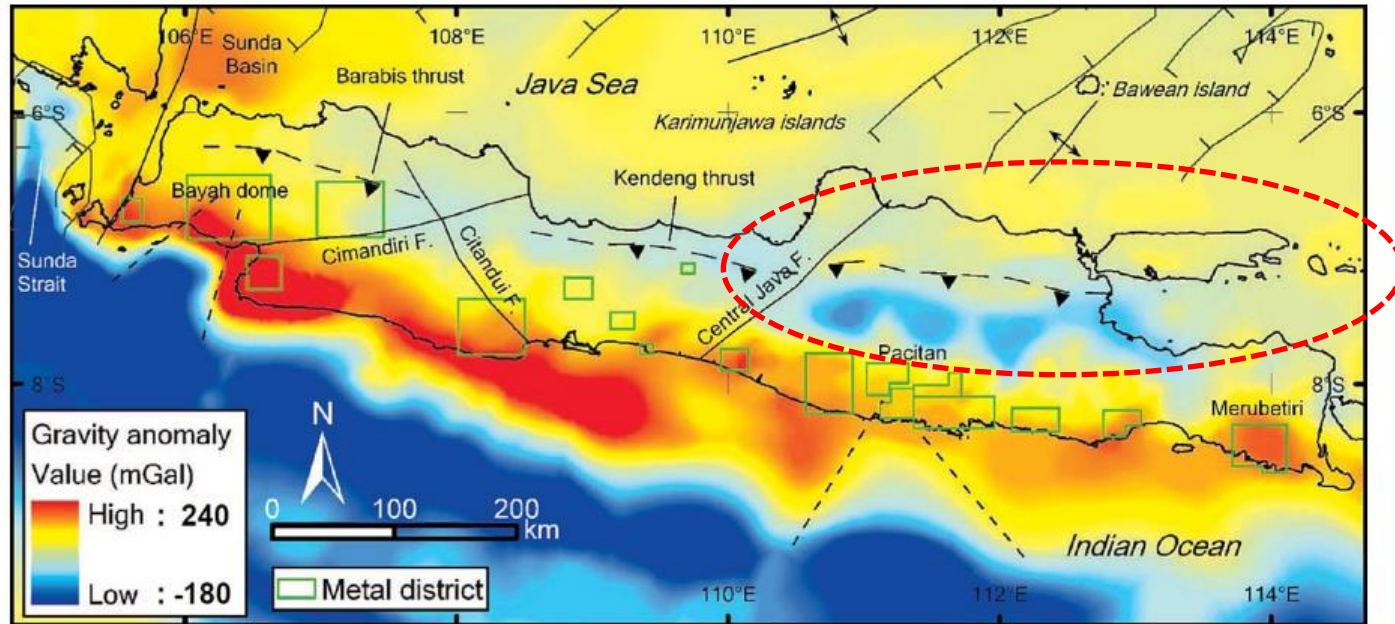 106°E
108°E
110°E
112°E
114°E
Sunda
Basin
Barabis thrust
Java Sea
Bawean island
6°S
6°S
Karimunjawa islands
Bayah dome
Kendeng thrust
Cimandiri F.
Citandui F.
Central Java F.
Sunda
Strait
Pacitan
8°S
8°S
Merubetiri
Gravity anomaly
Value (mGal)
High : 240
Low : -180
N
0 100 200
km
Metal district
Indian Ocean
110°E
112°E
114°E